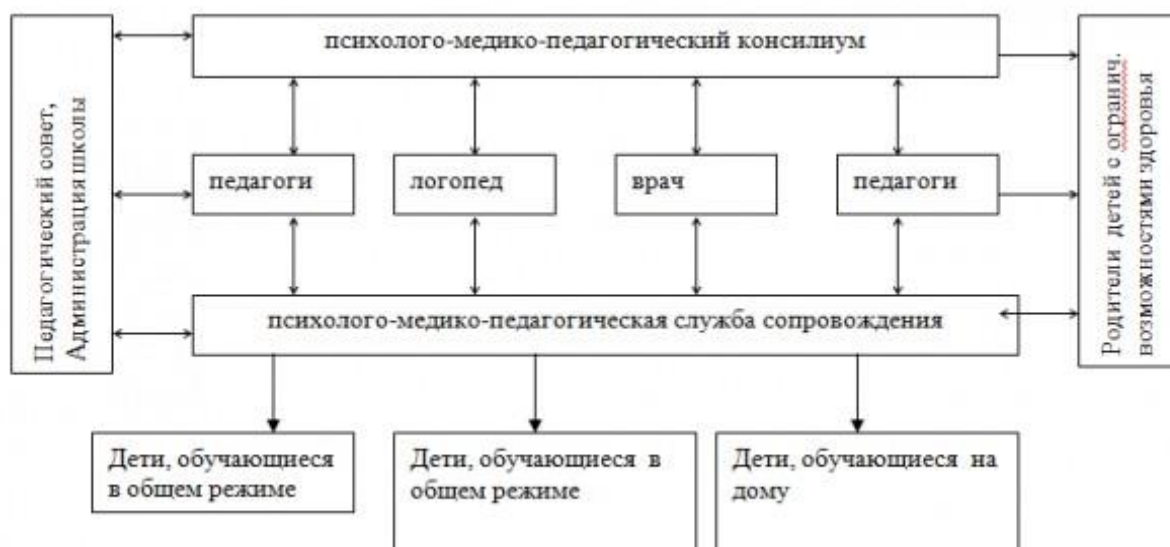 психолого-медико-педагогический консилиум
Педагогический совет,
Администрация школы
Родители детей с огранич.
возможностями здоровья
педагоги
логопед
врач
педагоги
психолого-медико-педагогическая служба сопровождения
Дети, обучающиеся
в общем режиме
Дети, обучающиеся в
общем режиме
Дети, обучающиеся на
дому